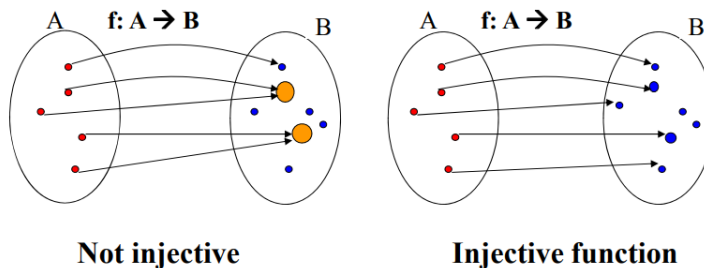 A f: A → B B
A f: A → B B
Not injective
Injective function